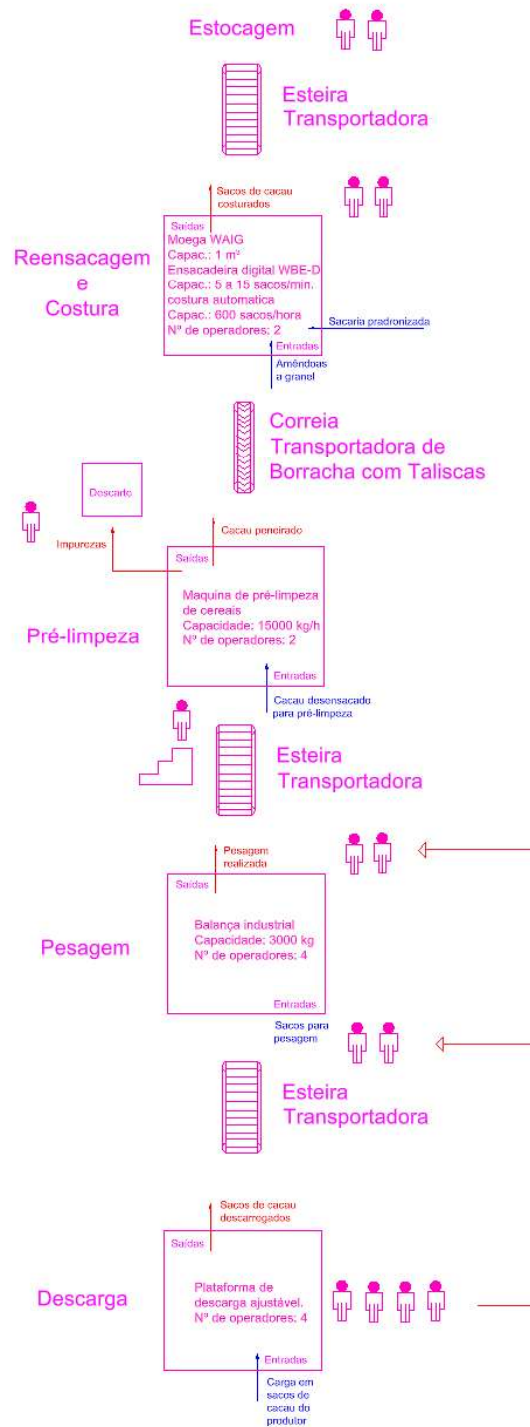 Estocagem
Esteira
Transportadora
Sacos de cacau
costurados
Reensacagem
e
Costura
Saídas
Moega WAIG
Capac.: 1 m³
Ensacadeira digital WBE-D
Capac.: 5 a 15 sacos/min.
costura automatica
Capac.: 600 sacos/hora
Nº de operadores: 2
Entradas
Sacaria pradronizada
Amêndoas
a granel
Correia
Transportadora de
Borracha com Taliscas
Descarte
Impurezas
Cacau peneirado
Pré-limpeza
Saídas
Maquina de pré-limpeza
de cereais
Capacidade: 15000 kg/h
Nº de operadores: 2
Entradas
Cacau desensacado
para pré-limpeza
Esteira
Transportadora
Pesagem
realizada
Pesagem
Saídas
Balança industrial
Capacidade: 3000 kg
Nº de operadores: 4
Entradas
Sacos para
pesagem
Esteira
Transportadora
Sacos de cacau
descarregados
Descarga
Saídas
Plataforma de
descarga ajustável.
Nº de operadores: 4
Entradas
Carga em
sacos de
cacau do
produtor